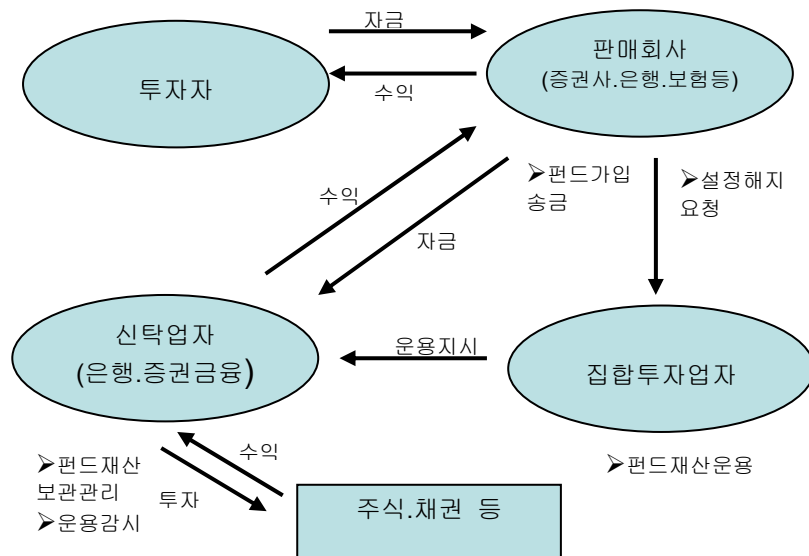 자금
판매회사
(증권사.은행.보험등)
투자자
수익
수익
➢펀드가입
송금
➢설정해지
요청
자금
신탁업자
(은행.증권금융)
운용지시
집합투자업자
➢펀드재산
보관관리
➢운용감시
수익
투자
➢펀드재산운용
주식.채권 등